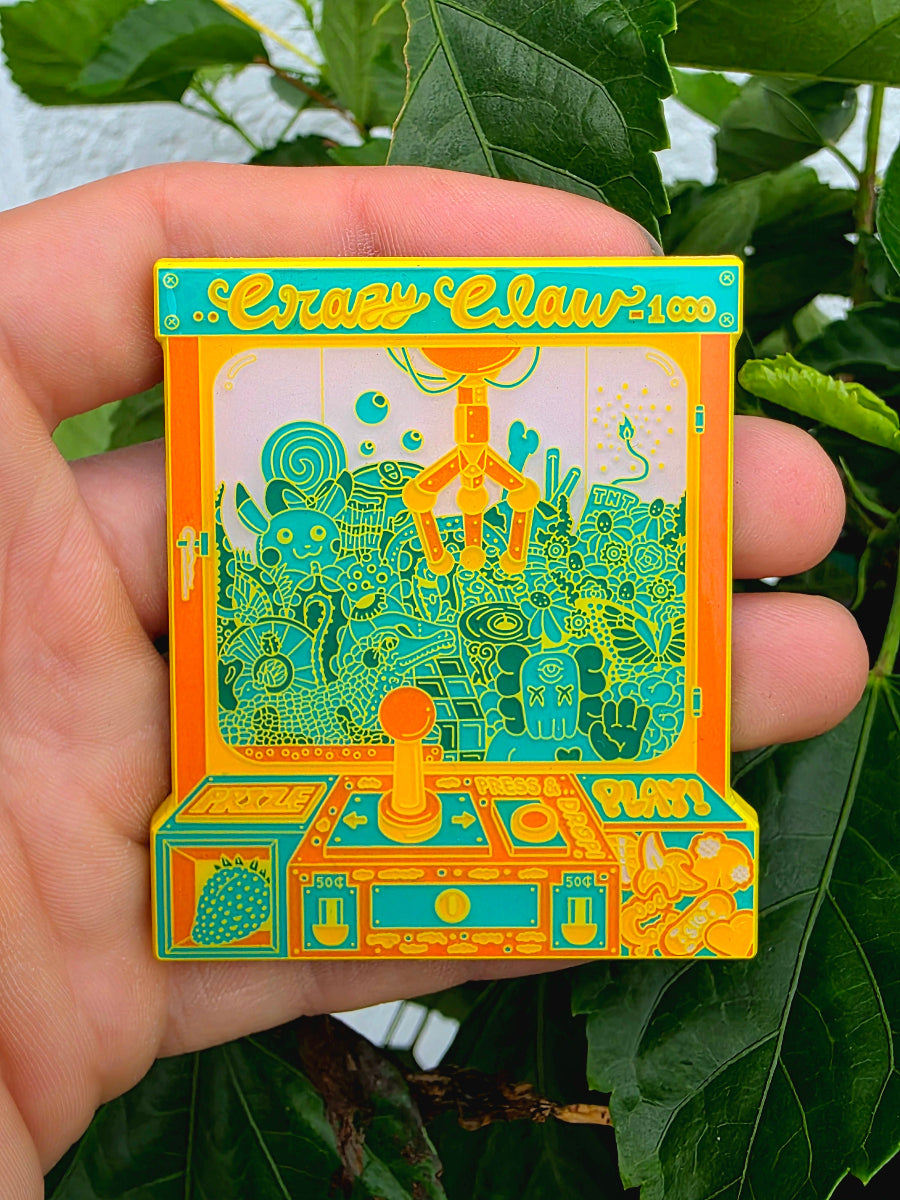 Crazy Claw-1000
TNT
PRIZE
PRESS &
DROP!
PLAY!
50¢
50¢